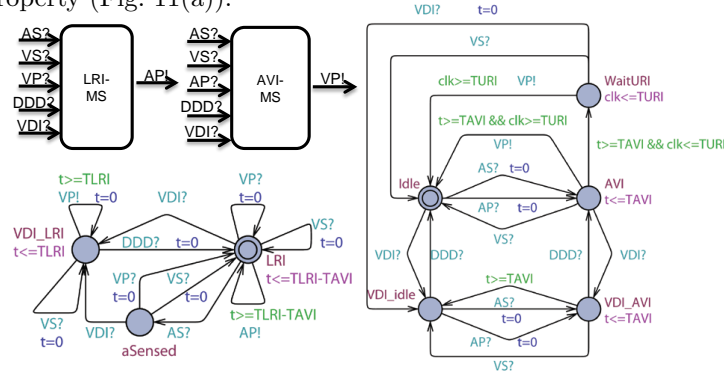 roperty (Fig. 11(a)).
AS?
VS?
VP?
DDD?
VDI?
LRI-
MS
AP!
AS?
VS?
AP?
DDD?
VDI?
AVI-
MS
VP!
t>=TLRI
VP! t=0
VDI?
VP?
t=0
VS?
t=0
VDI_LRI
t<=TLRI
DDD? t=0
LRI
t<=TLRI-TAVI
VP?
t=0
VS?
t=0
t>=TLRI-TAVI
AP!
VS?
t=0
VDI?
AS?
aSensed
VDI? t=0
VS?
clk>=TURI VP!
WaitURI
clk<=TURI
t>=TAVI && clk>=TURI
VP!
t>=TAVI && clk<=TURI
Idle
AS? t=0
AP? t=0
VS?
AVI
t<=TAVI
VDI?
DDD?
DDD?
VDI?
VDI_idle
t>=TAVI
AS?
t=0
AP? t=0
VS?
VDI_AVI
t<=TAVI